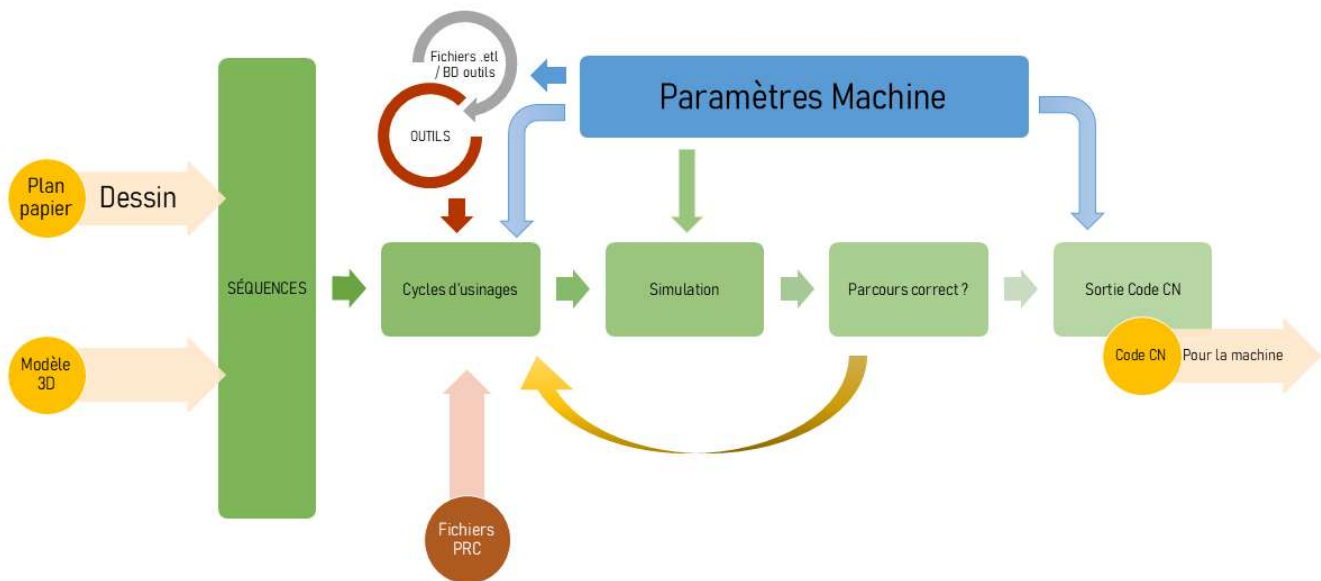 Fichiers .etl
/ BD outils
OUTILS
Paramètres Machine
Plan
papier
Dessin
SÉQUENCES
Cycles d'usinages
Simulation
Parcours correct ?
Sortie Code CN
Modèle
3D
Code CN
Pour la machine
Fichiers
PRC